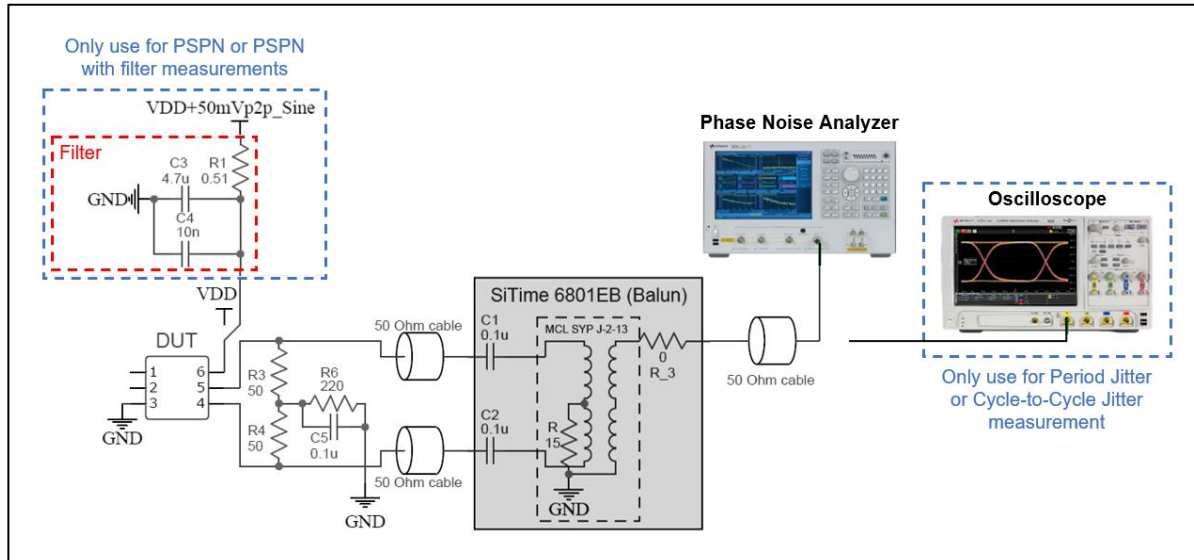 Only use for PSPN or PSPN
with filter measurements
VDD+50mVp2p_Sine
Filter
C3
4.7u
R1
0.51
GND
C4
10n
VDD
DUT
1
2
3
6
5
4
GND
R3
50
R4
50
R6
220
C5
0.1u
GND
50 Ohm cable
50 Ohm cable
SiTime 6801EB (Balun)
C1
0.1u
C2
0.1u
MCL SYP J-2-13
R
15
GND
0
R_3
50 Ohm cable
Phase Noise Analyzer
Oscilloscope
Only use for Period Jitter
or Cycle-to-Cycle Jitter
measurement